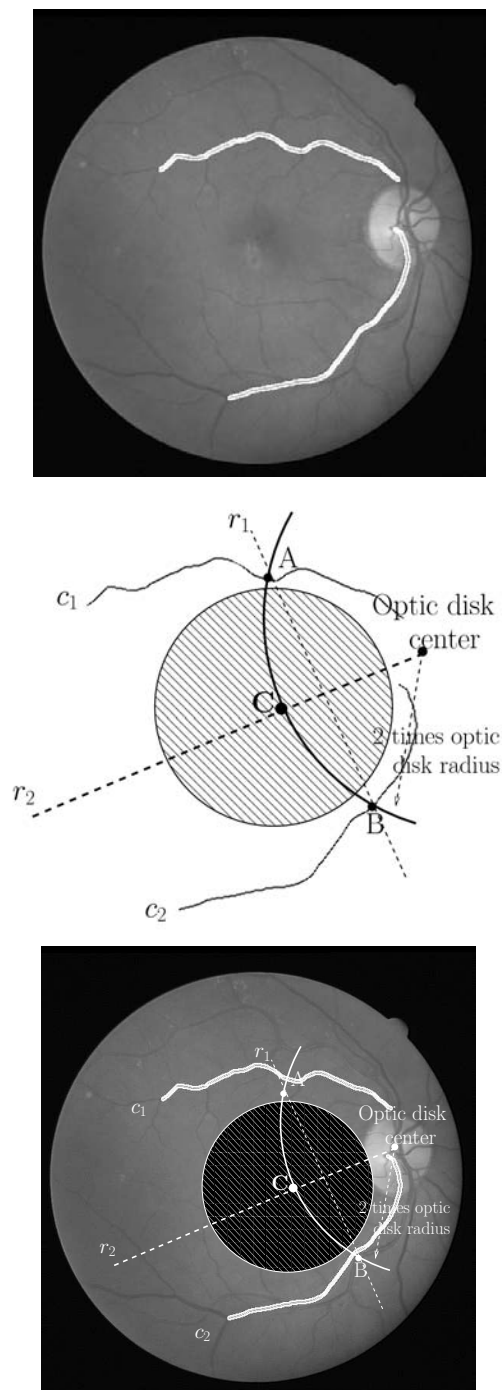 r1
A
c1
Optic disk
center
C
2 times optic
disk radius
r2
B
c2
r1
A
c1
Optic disk
center
C
2 times optic
disk radius
r2
B
c2